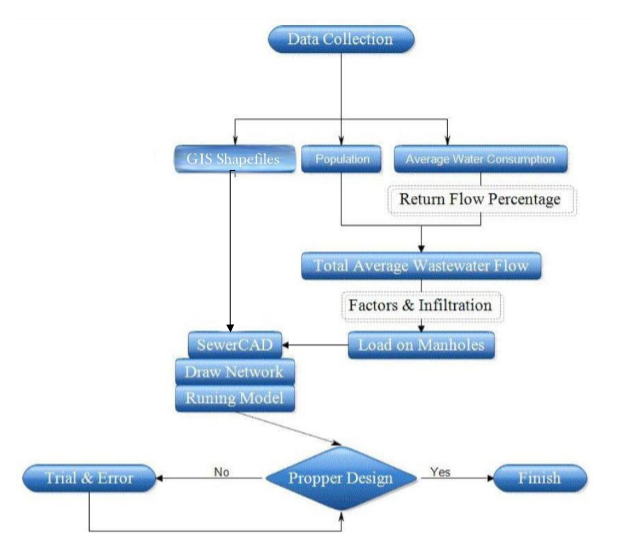 Data Collection
GIS Shapefiles
Population
Average Water Consumption
Return Flow Percentage
Total Average Wastewater Flow
Factors & Infiltration
SewerCAD
Load on Manholes
Draw Network
Runing Model
Trial & Error
No
Propper Design
Yes
Finish